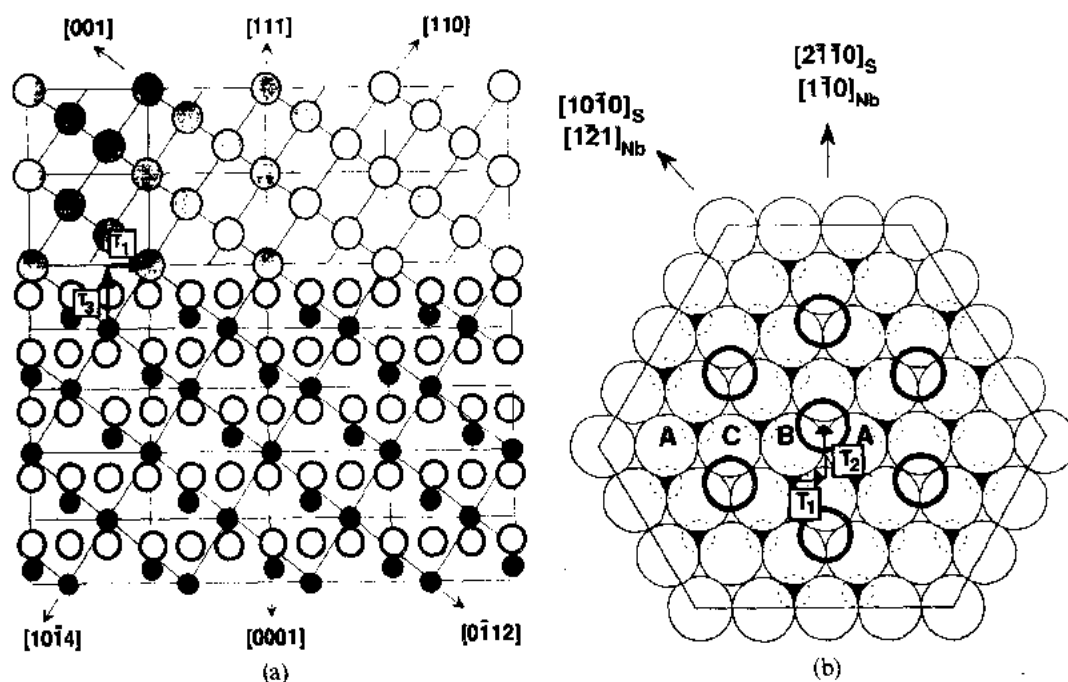 [001]
[111]
[110]
T₁
T₃
[101̄4]
[0001]
[01̄12]
(a)
[21̄1̄0]S
[11̄0]Nb
[101̄0]S
[12̄1]Nb
A C B A
T₂
T₁
(b)